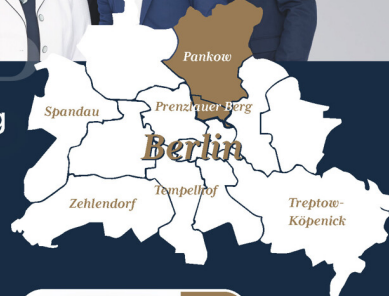 Pankow
Spandau
Prenzlauer Berg
Berlin
Tempelhof
Zehlendorf
Treptow-
Köpenick